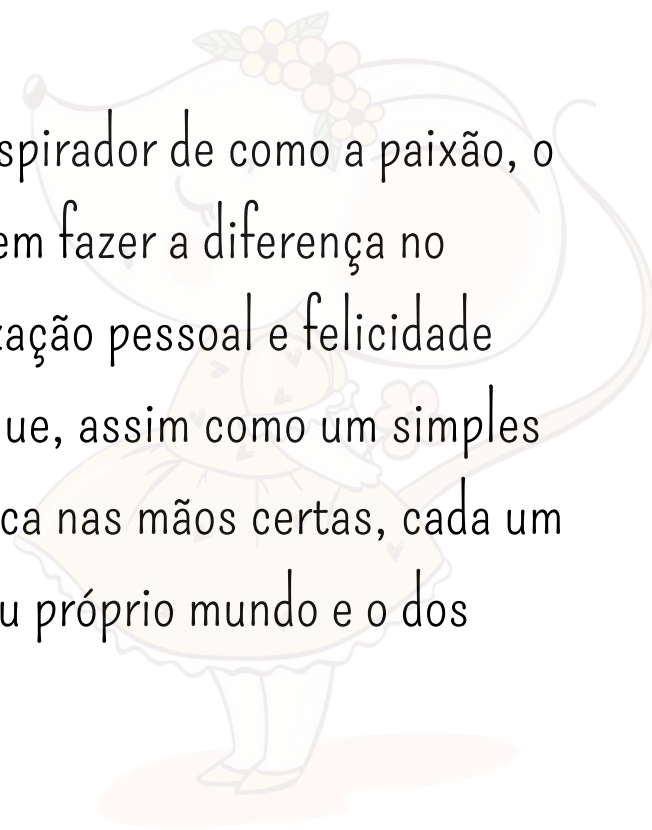 spirador de como a paixão, o
em fazer a diferença no
zação pessoal e felicidade
ue, assim como um simples
ca nas mãos certas, cada um
u próprio mundo e o dos